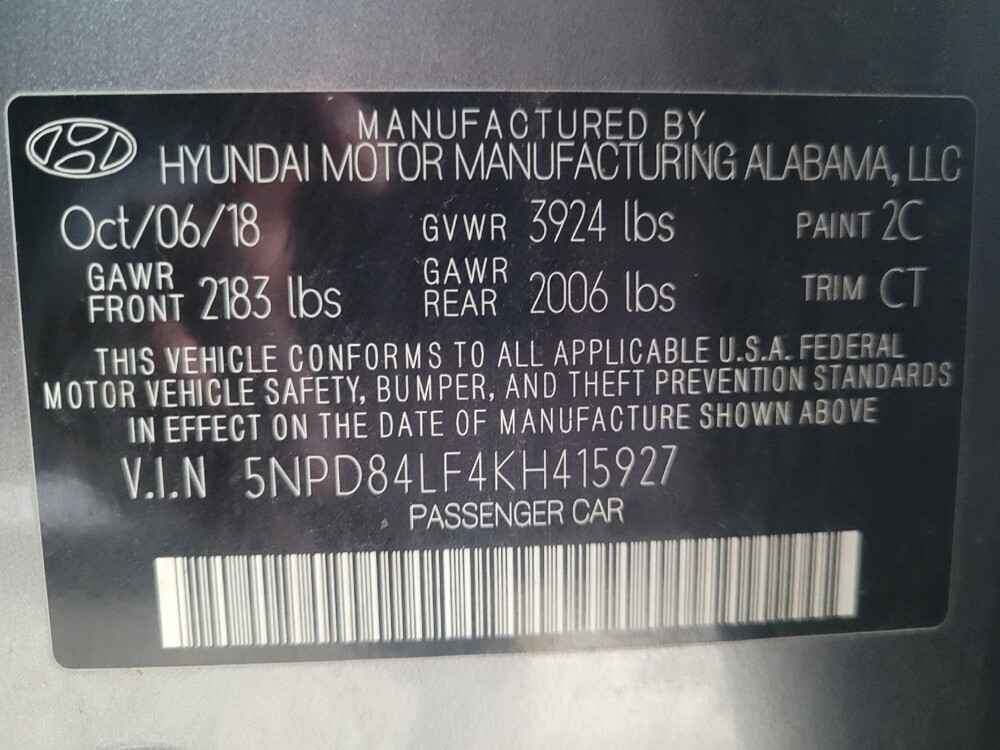 MANUFACTURED BY
HYUNDAI MOTOR MANUFACTURING ALABAMA, LLC
Oct/06/18 GVWR 3924 lbs PAINT 2C
GAWR FRONT 2183 lbs GAWR REAR 2006 lbs TRIM CT
THIS VEHICLE CONFORMS TO ALL APPLICABLE U.S.A. FEDERAL
MOTOR VEHICLE SAFETY, BUMPER, AND THEFT PREVENTION STANDARDS
IN EFFECT ON THE DATE OF MANUFACTURE SHOWN ABOVE
V.I.N 5NPD84LF4KH415927
PASSENGER CAR